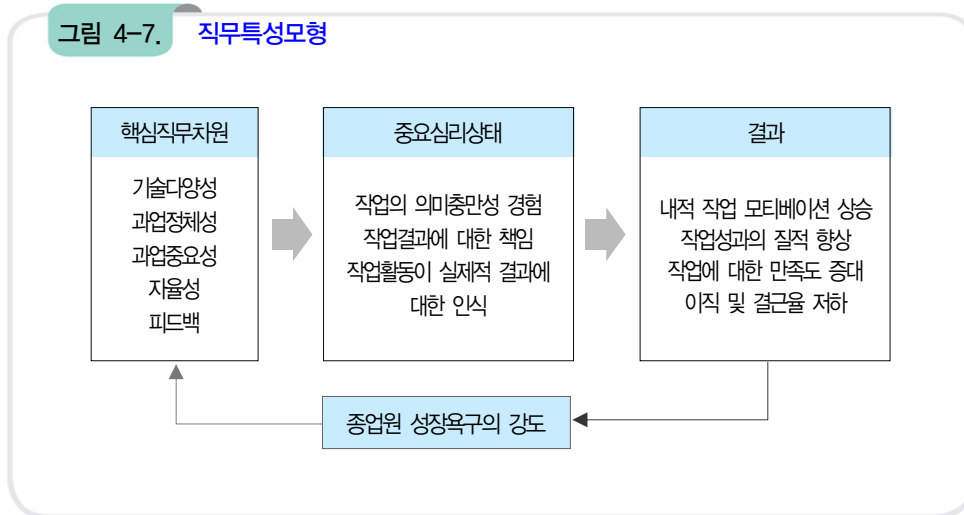 그림 4-7. 직무특성모형
핵심직무차원
기술다양성
과업정체성
과업중요성
자율성
피드백
중요심리상태
작업의 의미충만성 경험
작업결과에 대한 책임
작업활동이 실제적 결과에
대한 인식
결과
내적 작업 모티베이션 상승
작업성과의 질적 향상
작업에 대한 만족도 증대
이직 및 결근율 저하
종업원 성장욕구의 강도